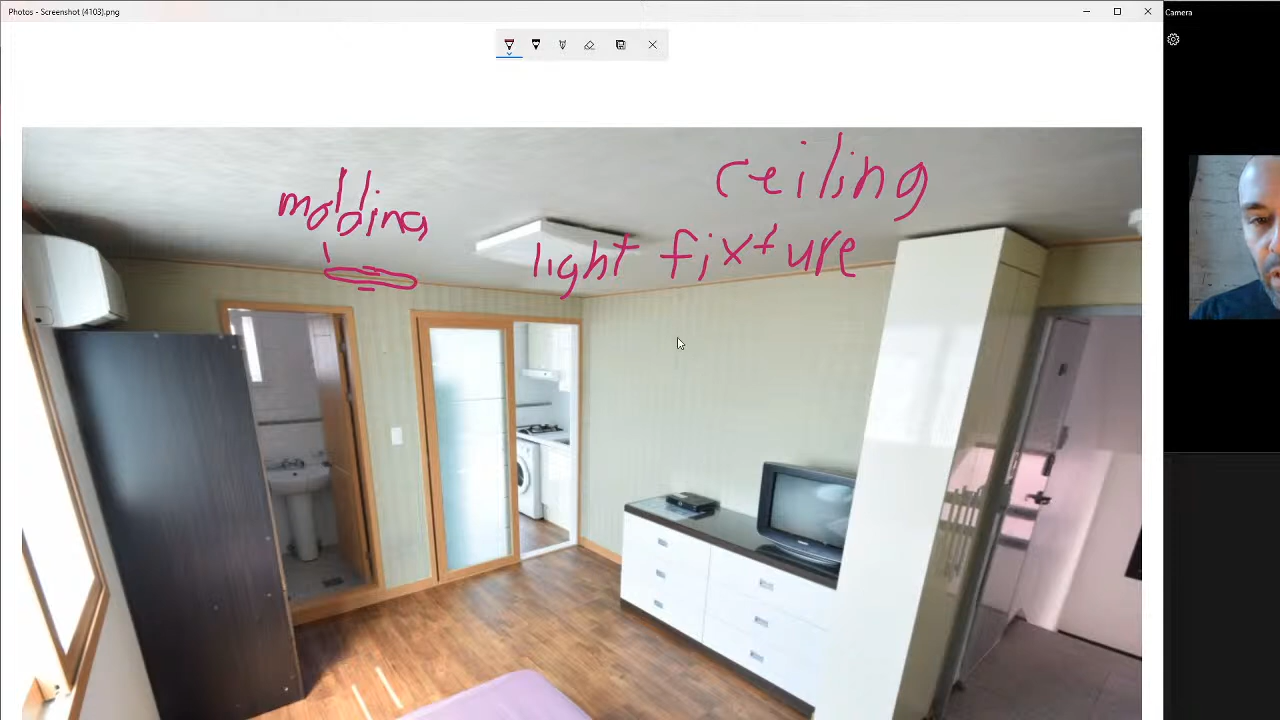 Photos - Screenshot (4103).png
Camera
ceiling
molding
light fixture